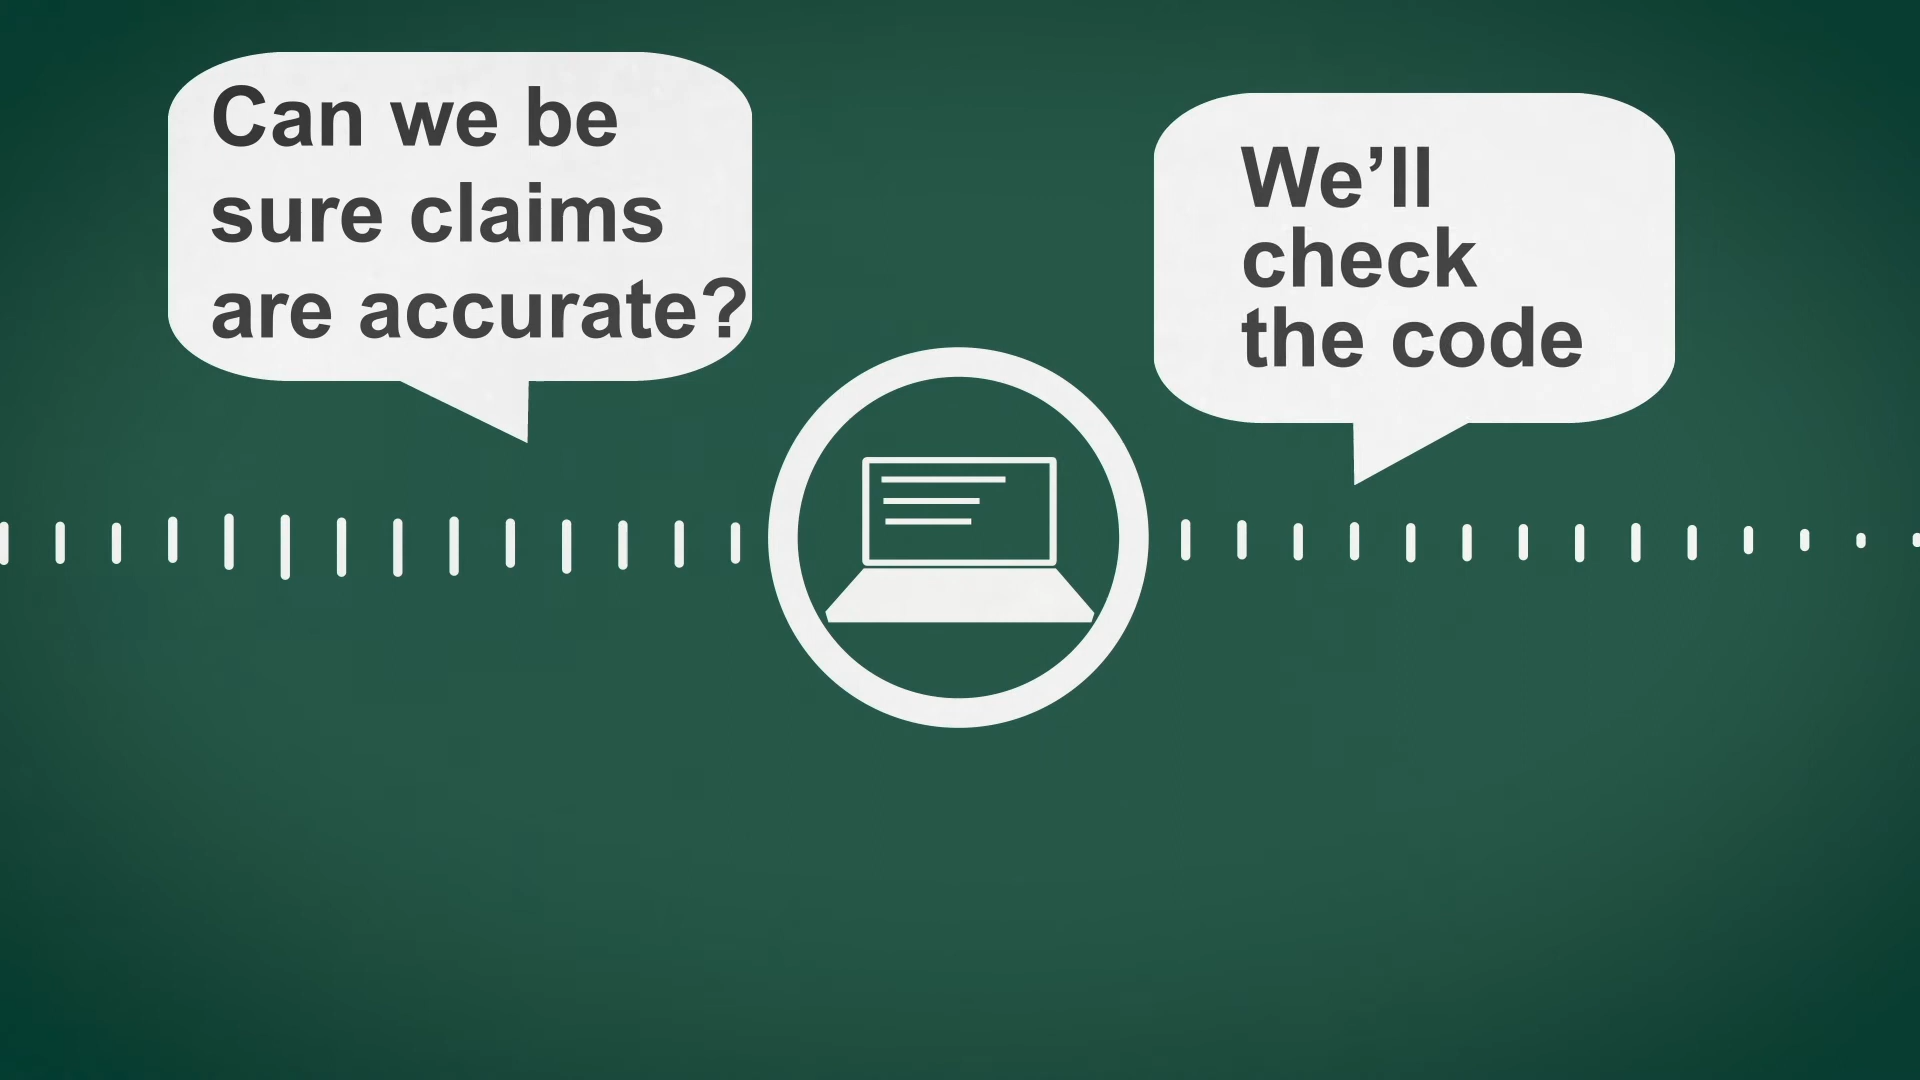 Can we be
sure claims
are accurate?
We’ll
check
the code